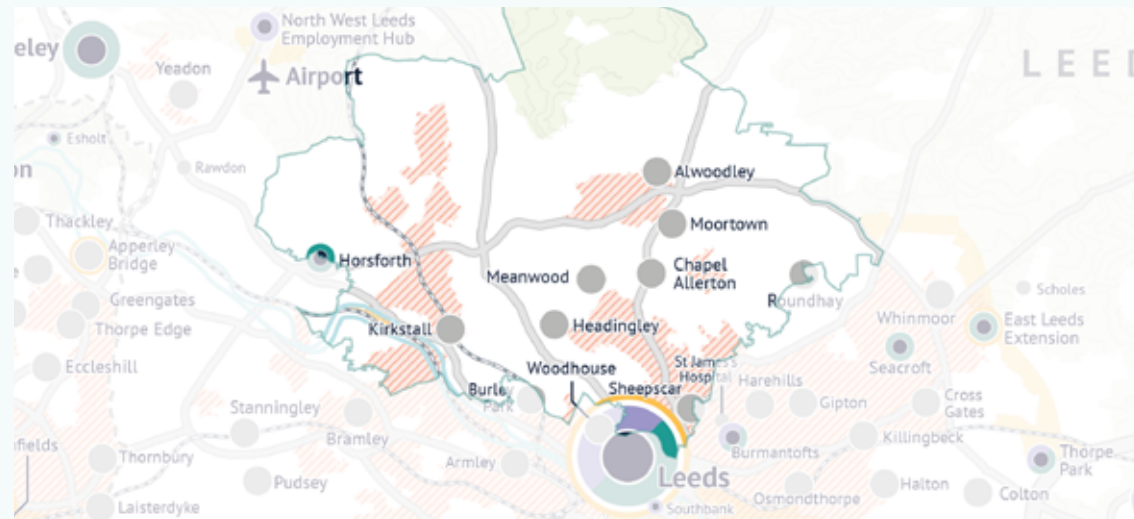 North West Leeds
Employment Hub
eley
Yeadon
Airport
LEED
Esholt
Rawdon
on
Alwoodley
Thackley
Moortown
Apperley
Bridge
Horsforth
Meanwood
Chapel
Allerton
Roundhay
Scholes
Greengates
Thorpe Edge
Kirkstall
Headingley
Whinmoor
East Leeds
Extension
Eccleshill
Woodhouse
St James's
Hospital
Seacroft
Burley
Park
Sheepscar
Harehills
Stanningley
Gipton
Cross
Gates
nfields
Bramley
Killingbeck
Thornbury
Armley
Burmantofts
Thorpe
Park
Pudsey
Leeds
Osmondthorpe
Halton
Colton
Laisterdyke
Southbank